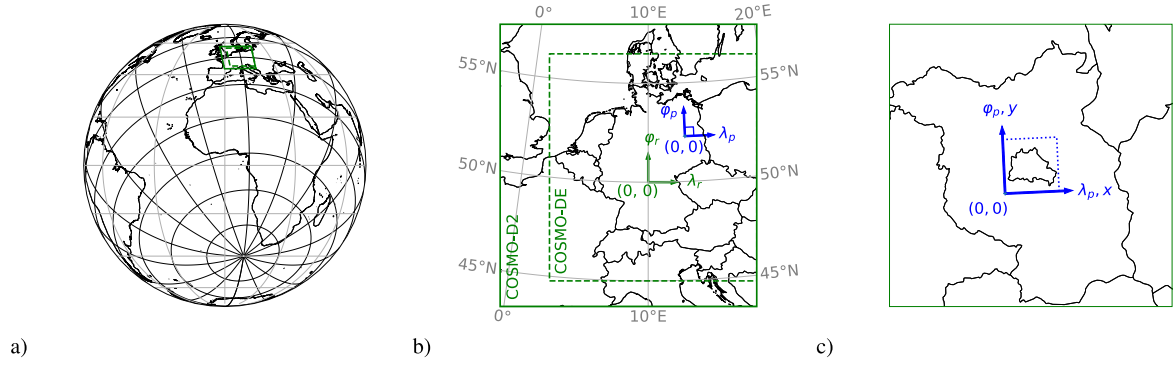 0° 10°E 20°E
55°N 55°N
φp
λp
(0, 0)
φr
50°N 50°N
λr
(0, 0)
COSMO-D2
COSMO-DE
45°N 45°N
0° 10°E
φp, y
λp, x
(0, 0)
a) b) c)